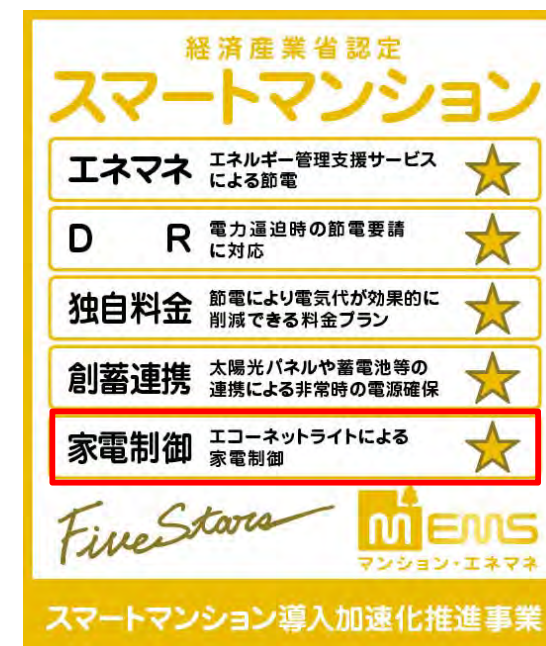 経済産業省認定
スマートマンション
エネマネ エネルギー管理支援サービス
による節電
D R 電力逼迫時の節電要請
に対応
独自料金 節電により電気代が効果的に
削減できる料金プラン
創蓄連携 太陽光パネルや蓄電池等の
連携による非常時の電源確保
家電制御 エコーネットライトによる
家電制御
FiveStars
mEMS
マンション・エネマネ
スマートマンション導入加速化推進事業